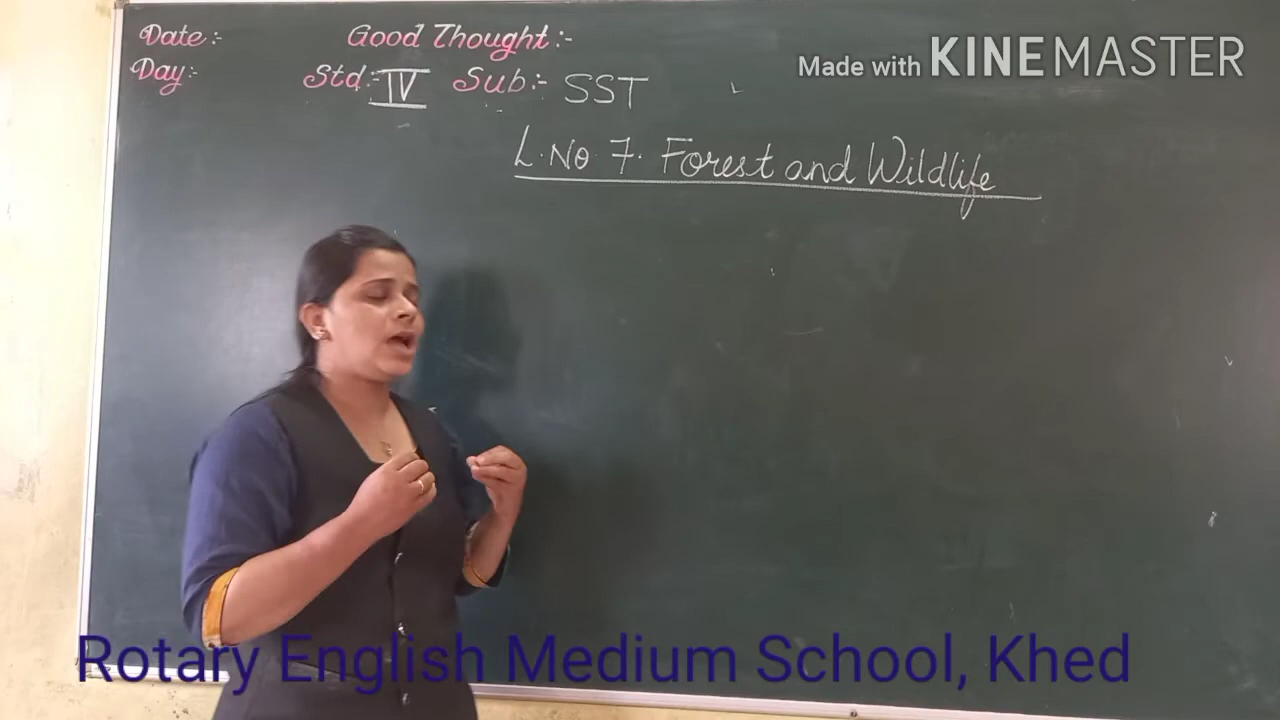 Date:- Good Thought:-
Made with KINEMASTER
Day:- Std:- IV Sub:- SST
L.No 7. Forest and Wildlife
Rotary English Medium School, Khed